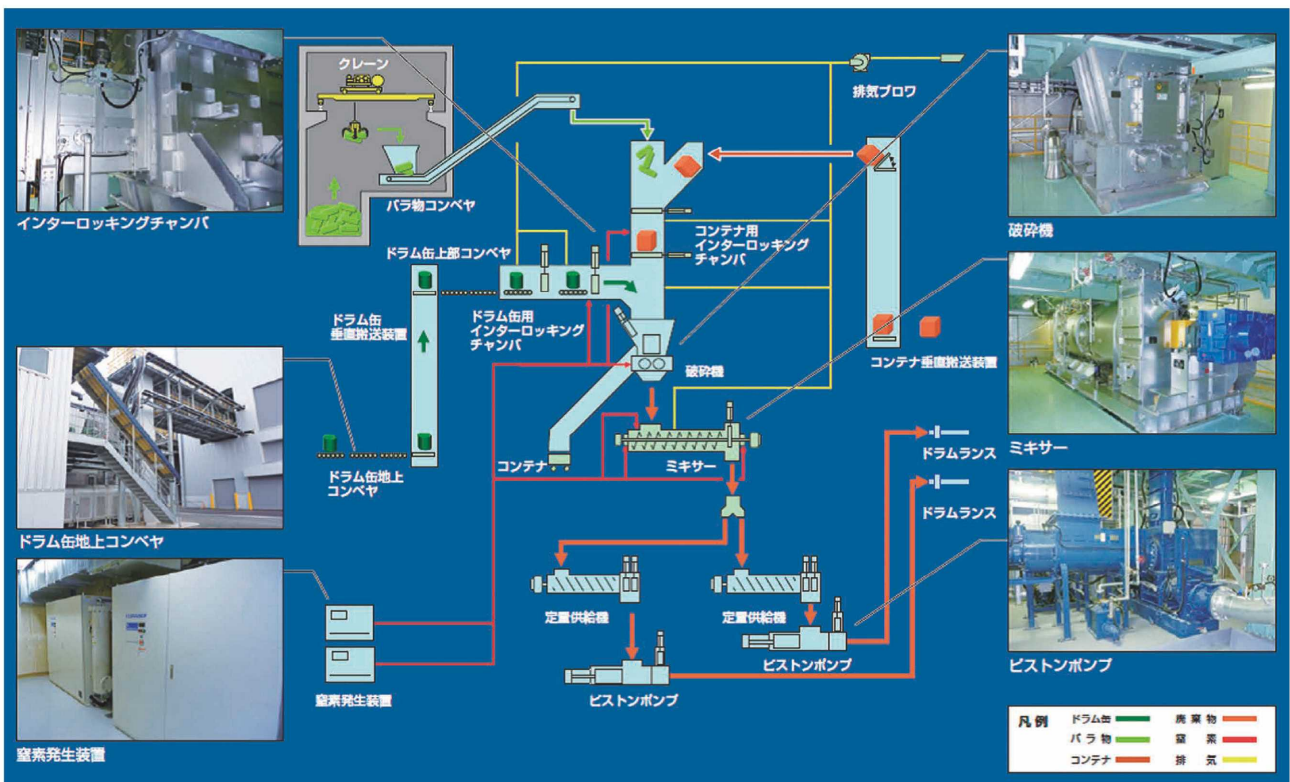 クレーン
排気ブロワ
バラ物コンベヤ
インターロッキングチャンバ
ドラム缶上部コンベヤ
コンテナ用
インターロッキング
チャンバ
破砕機
ドラム缶
垂直搬送装置
ドラム缶用
インターロッキング
チャンバ
破砕機
コンテナ垂直搬送装置
コンテナ
ミキサー
ドラムランス
ミキサー
ドラム缶地上
コンベヤ
ドラムランス
ドラム缶地上コンベヤ
定量供給機
定量供給機
ピストンポンプ
ピストンポンプ
ピストンポンプ
窒素発生装置
窒素発生装置
凡例
ドラム缶
廃棄物
バラ物
窒素
コンテナ
排気